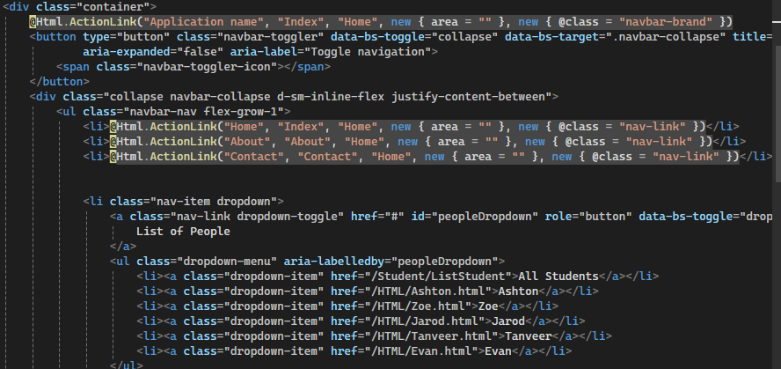 <div class="container">
@Html.ActionLink("Application name", "Index", "Home", new { area = "" }, new { @class = "navbar-brand" })
<button type="button" class="navbar-toggler" data-bs-toggle="collapse" data-bs-target=".navbar-collapse" title=
aria-expanded="false" aria-label="Toggle navigation">
<span class="navbar-toggler-icon"></span>
</button>
<div class="collapse navbar-collapse d-sm-inline-flex justify-content-between">
<ul class="navbar-nav flex-grow-1">
<li>@Html.ActionLink("Home", "Index", "Home", new { area = "" }, new { @class = "nav-link" })</li>
<li>@Html.ActionLink("About", "About", "Home", new { area = "" }, new { @class = "nav-link" })</li>
<li>@Html.ActionLink("Contact", "Contact", "Home", new { area = "" }, new { @class = "nav-link" })</li>
<li class="nav-item dropdown">
<a class="nav-link dropdown-toggle" href="#" id="peopleDropdown" role="button" data-bs-toggle="drop
List of People
</a>
<ul class="dropdown-menu" aria-labelledby="peopleDropdown">
<li><a class="dropdown-item" href="/Student/ListStudent">All Students</a></li>
<li><a class="dropdown-item" href="/HTML/Ashton.html">Ashton</a></li>
<li><a class="dropdown-item" href="/HTML/Zoe.html">Zoe</a></li>
<li><a class="dropdown-item" href="/HTML/Jarod.html">Jarod</a></li>
<li><a class="dropdown-item" href="/HTML/Tanveer.html">Tanveer</a></li>
<li><a class="dropdown-item" href="/HTML/Evan.html">Evan</a></li>
</ul>